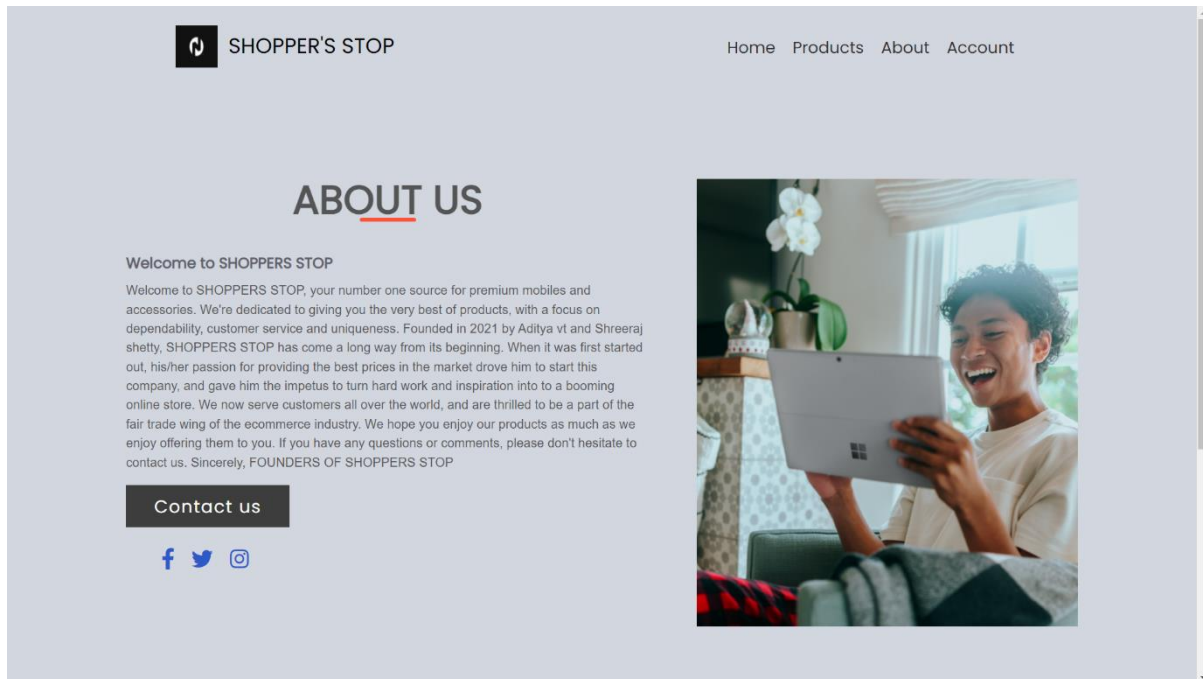 SHOPPER'S STOP
Home Products About Account
ABOUT US
Welcome to SHOPPERS STOP
Welcome to SHOPPERS STOP, your number one source for premium mobiles and
accessories. We're dedicated to giving you the very best of products, with a focus on
dependability, customer service and uniqueness. Founded in 2021 by Aditya vt and Shreeraj
shetty, SHOPPERS STOP has come a long way from its beginning. When it was first started
out, his/her passion for providing the best prices in the market drove him to start this
company, and gave him the impetus to turn hard work and inspiration into to a booming
online store. We now serve customers all over the world, and are thrilled to be a part of the
fair trade wing of the ecommerce industry. We hope you enjoy our products as much as we
enjoy offering them to you. If you have any questions or comments, please don't hesitate to
contact us. Sincerely, FOUNDERS OF SHOPPERS STOP
Contact us